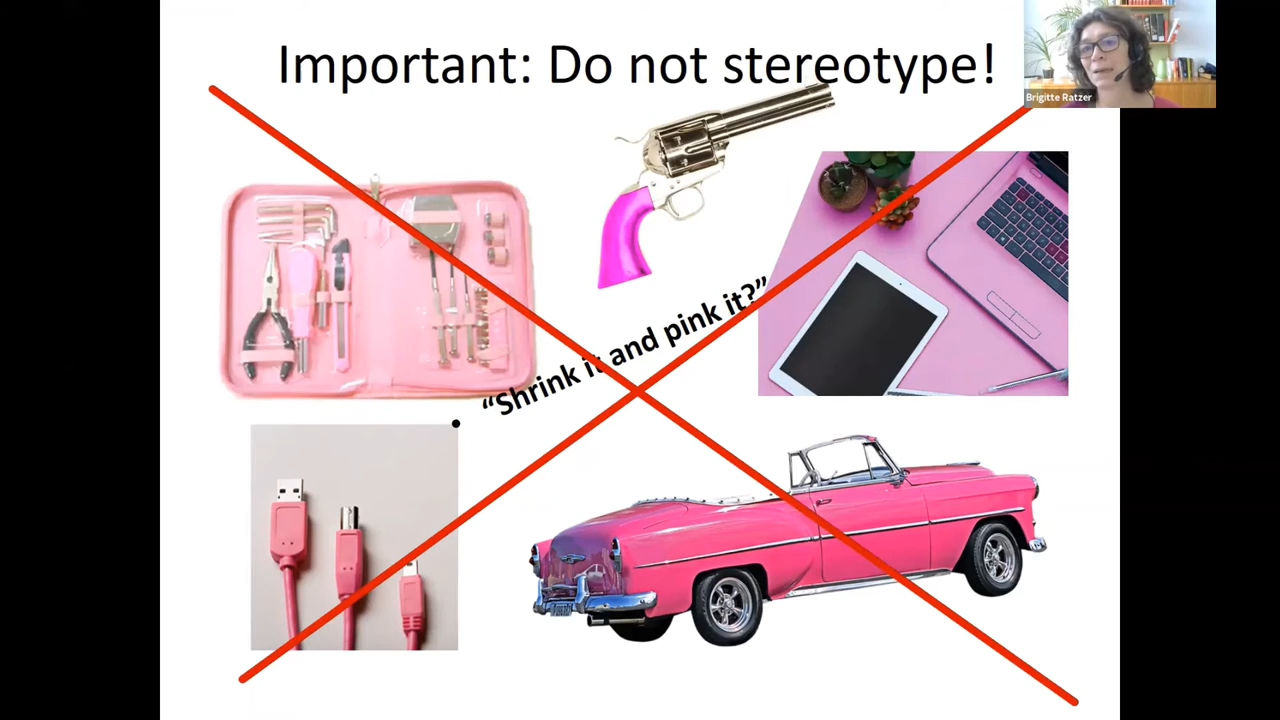 Important: Do not stereotype!
Brigitte Ratzer
“Shrink it and pink it?”